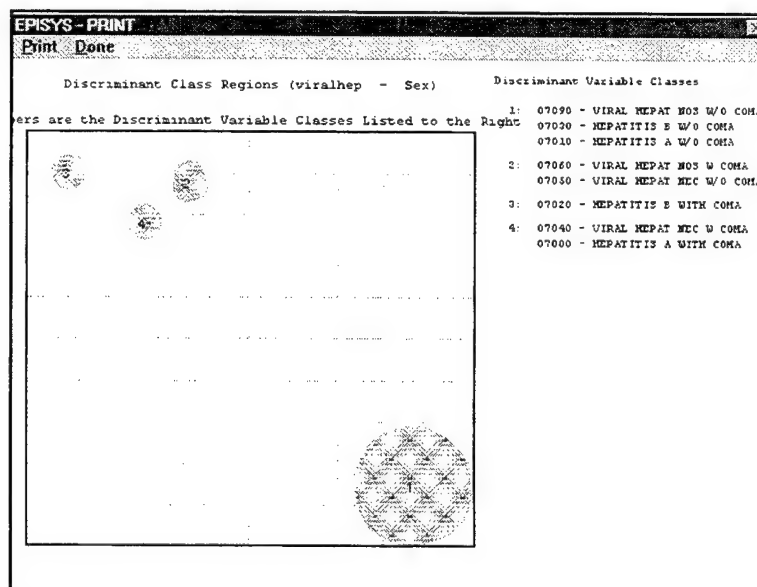 EPISYS - PRINT
Print Done
Discriminant Class Regions (viralhep - Sex)
bers are the Discriminant Variable Classes Listed to the Right
Discriminant Variable Classes
1: 07090 - VIRAL HEPAT NOS W/O COMA
07030 - HEPATITIS B W/O COMA
07010 - HEPATITIS A W/O COMA
2: 07060 - VIRAL HEPAT NOS W COMA
07050 - VIRAL HEPAT NEC W/O COMA
3: 07020 - HEPATITIS B WITH COMA
4: 07040 - VIRAL HEPAT NEC W COMA
07000 - HEPATITIS A WITH COMA
4
1